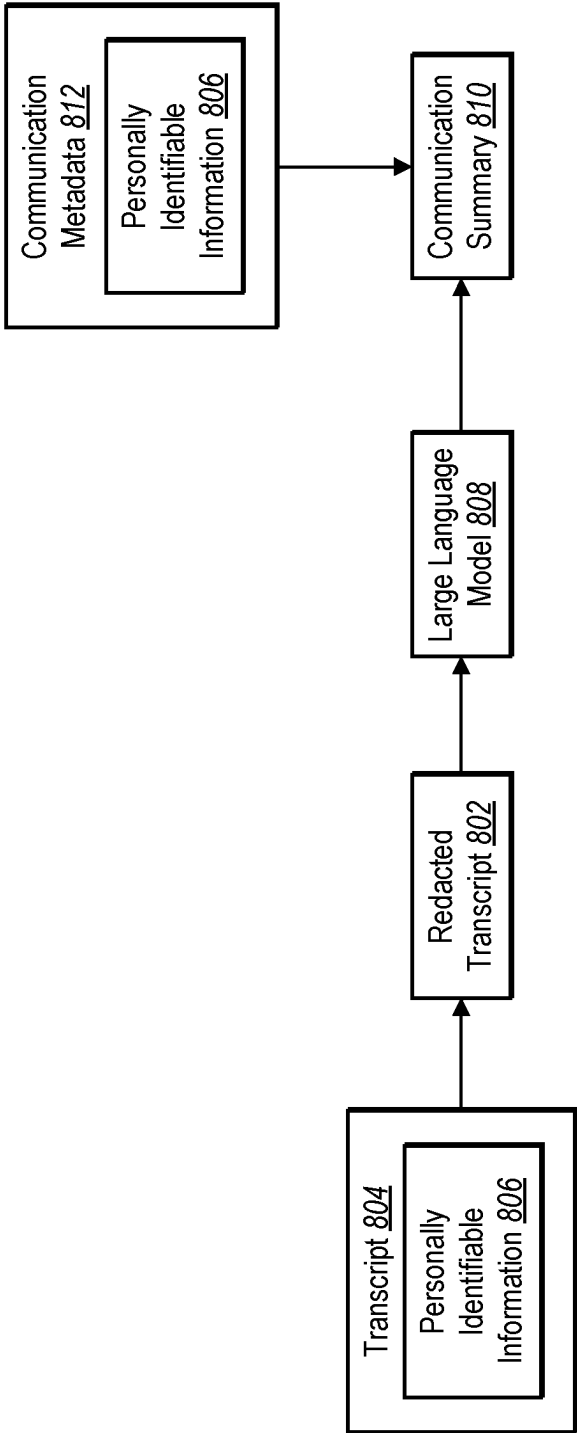 Transcript 804
Personally
Identifiable
Information 806
Redacted
Transcript 802
Large Language
Model 808
Communication
Summary 810
Communication
Metadata 812
Personally
Identifiable
Information 806